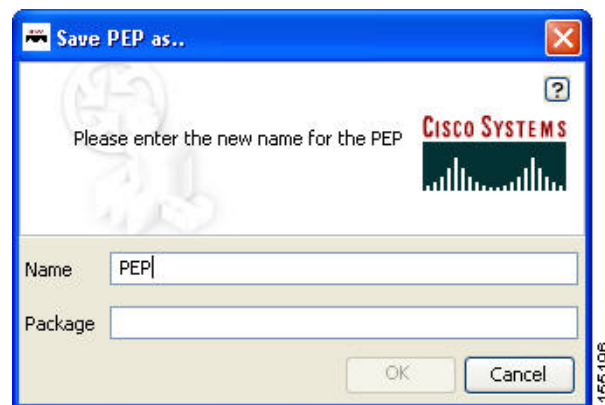 Save PEP as..
?
Please enter the new name for the PEP
CISCO SYSTEMS
Name
PEP
Package
OK
Cancel
155196